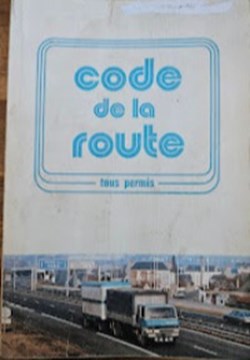 code
de la
route
tous permis